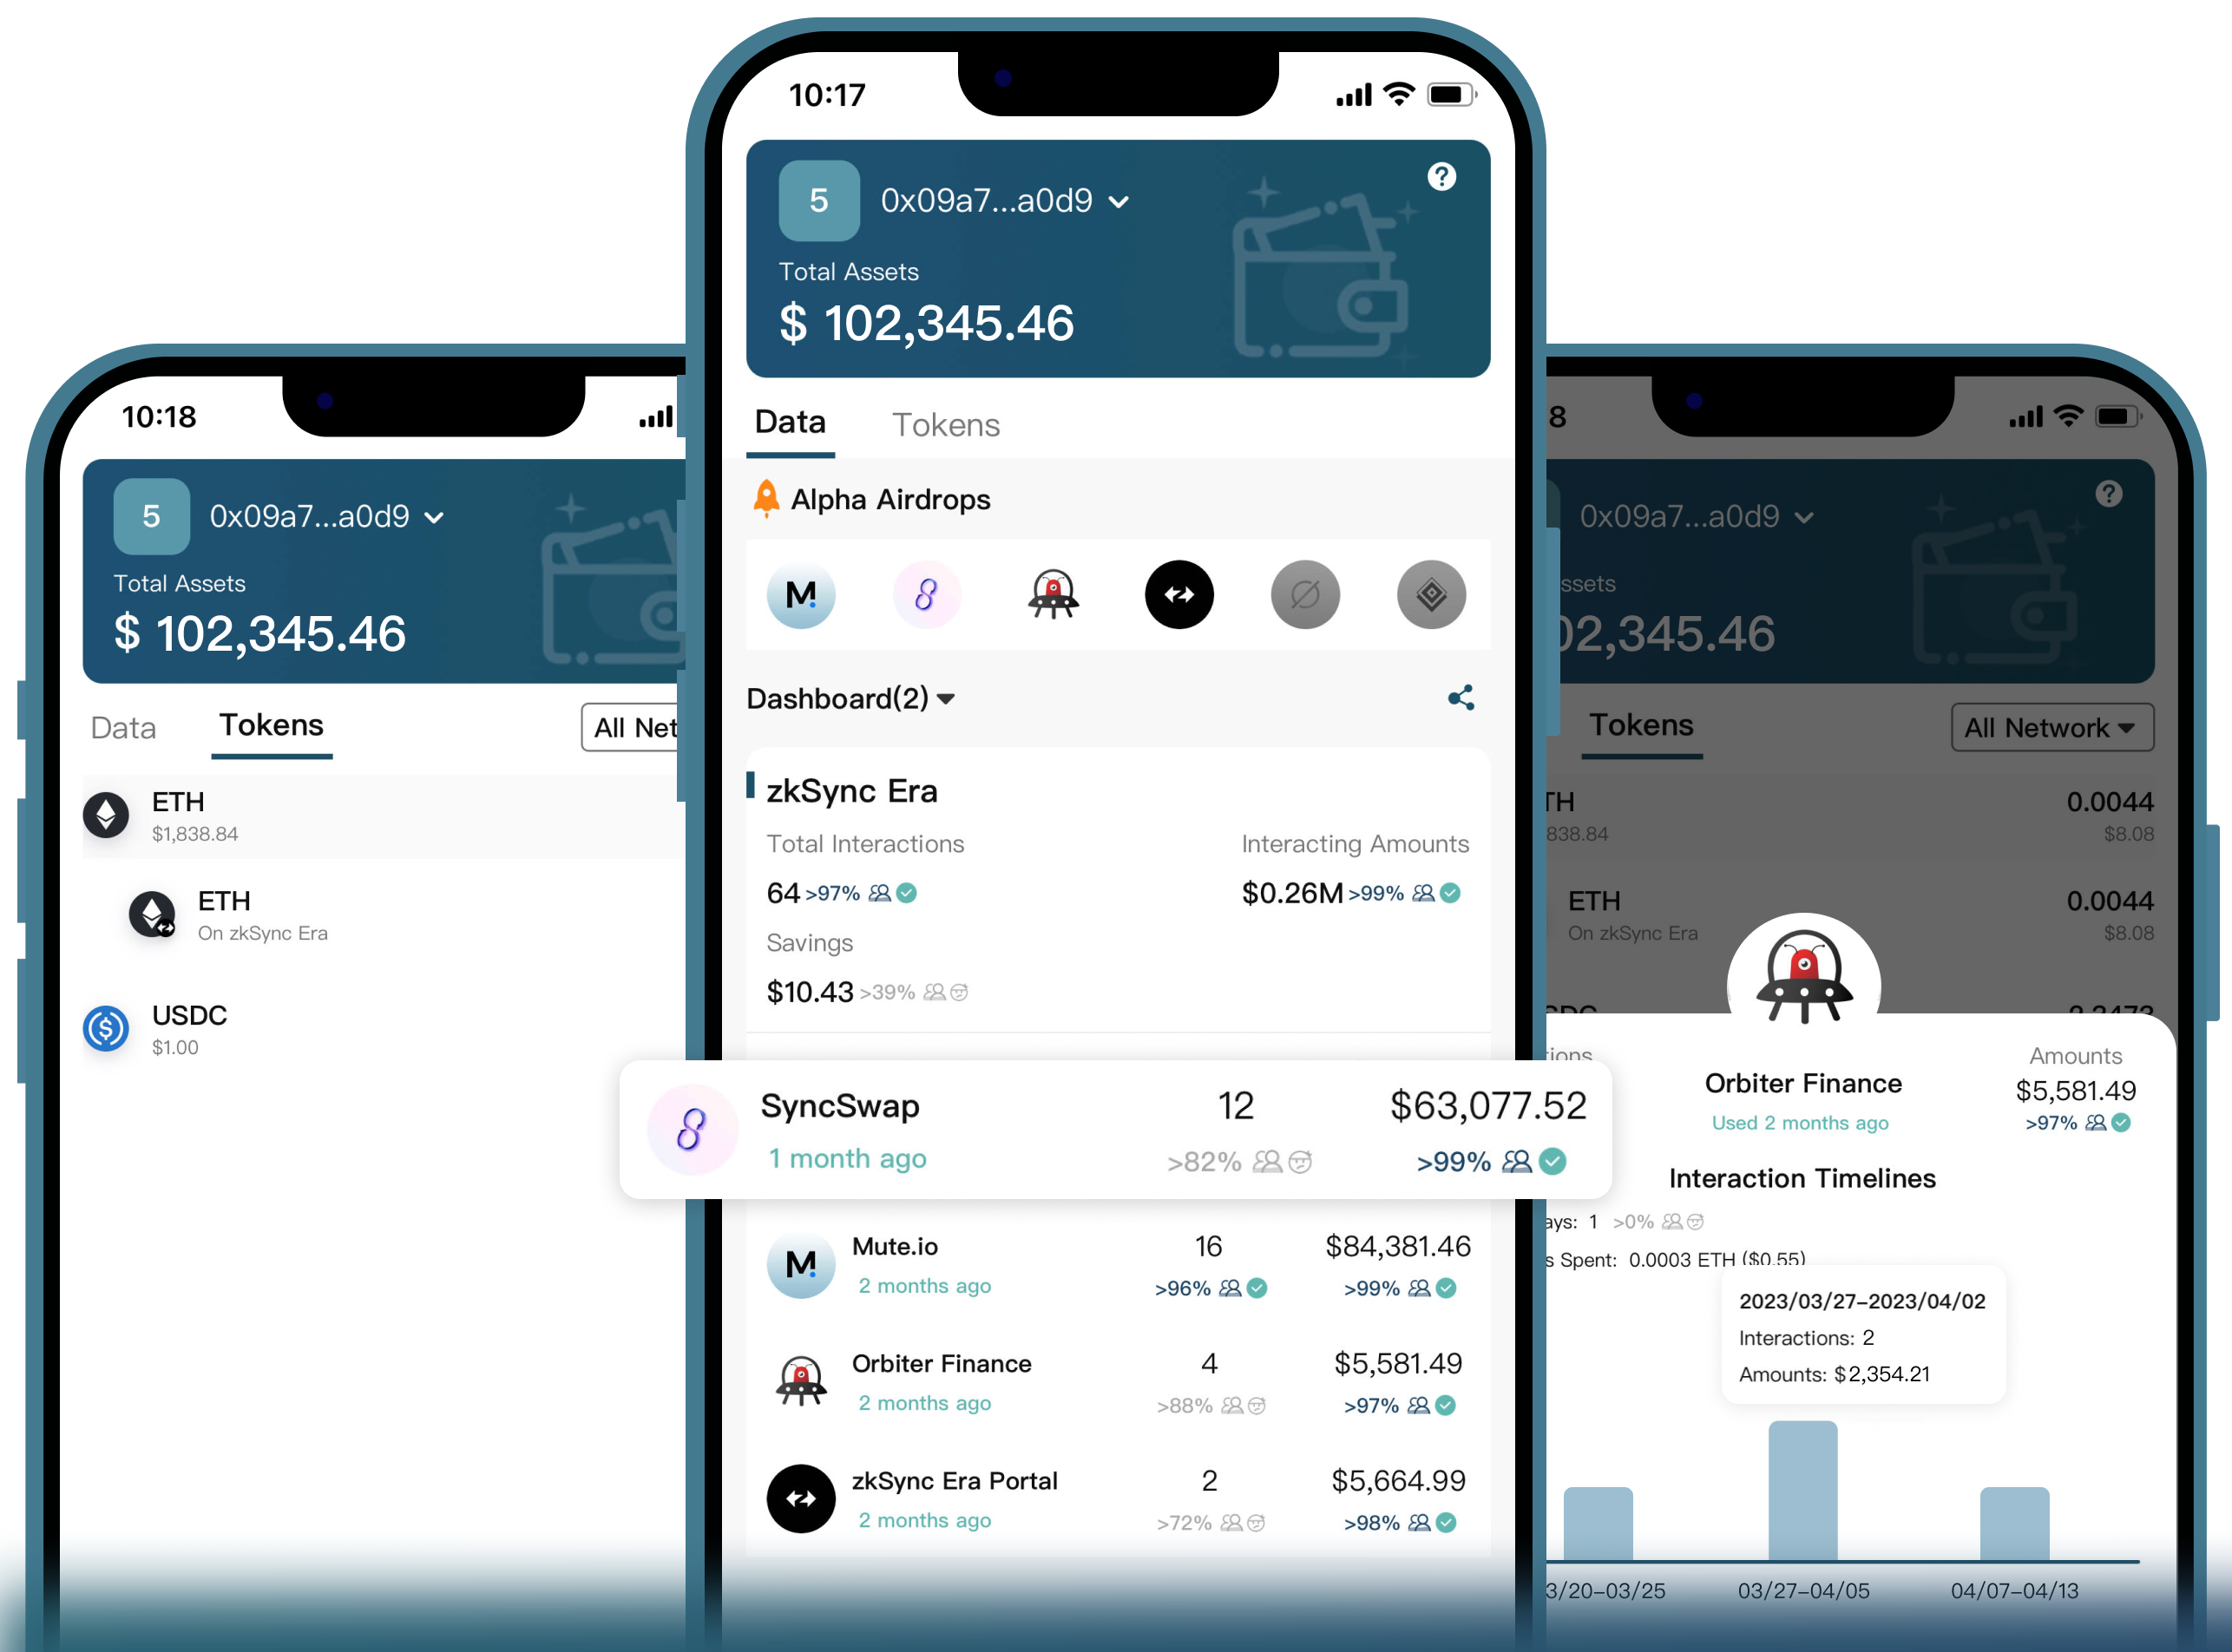 10:18
5 0x09a7...a0d9
Total Assets
$ 102,345.46
Data Tokens All Net
ETH
$1,838.84
ETH
On zkSync Era
USDC
$1.00
10:17
5 0x09a7...a0d9
Total Assets
$ 102,345.46
Data Tokens
Alpha Airdrops
Dashboard(2)
zkSync Era
Total Interactions Interacting Amounts
64 >97% $0.26M >99%
Savings
$10.43 >39%
SyncSwap 12 $63,077.52
1 month ago >82% >99%
Mute.io 16 $84,381.46
2 months ago >96% >99%
Orbiter Finance 4 $5,581.49
2 months ago >88% >97%
zkSync Era Portal 2 $5,664.99
2 months ago >72% >98%
8
0x09a7...a0d9
ssets
02,345.46
Tokens All Network
TH 0.0044
838.84 $8.08
ETH 0.0044
On zkSync Era $8.08
ions Amounts
Orbiter Finance $5,581.49
Used 2 months ago >97%
Interaction Timelines
ays: 1 >0%
s Spent: 0.0003 ETH ($0.55)
2023/03/27-2023/04/02
Interactions: 2
Amounts: $2,354.21
3/20-03/25 03/27-04/05 04/07-04/13